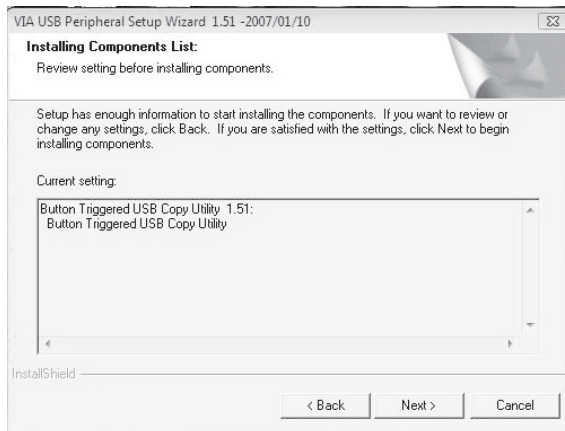 VIA USB Peripheral Setup Wizard 1.51 -2007/01/10
Installing Components List:
Review setting before installing components.
Setup has enough information to start installing the components. If you want to review or
change any settings, click Back. If you are satisfied with the settings, click Next to begin
installing components.
Current setting:
Button Triggered USB Copy Utility 1.51:
Button Triggered USB Copy Utility
InstallShield
< Back
Next >
Cancel